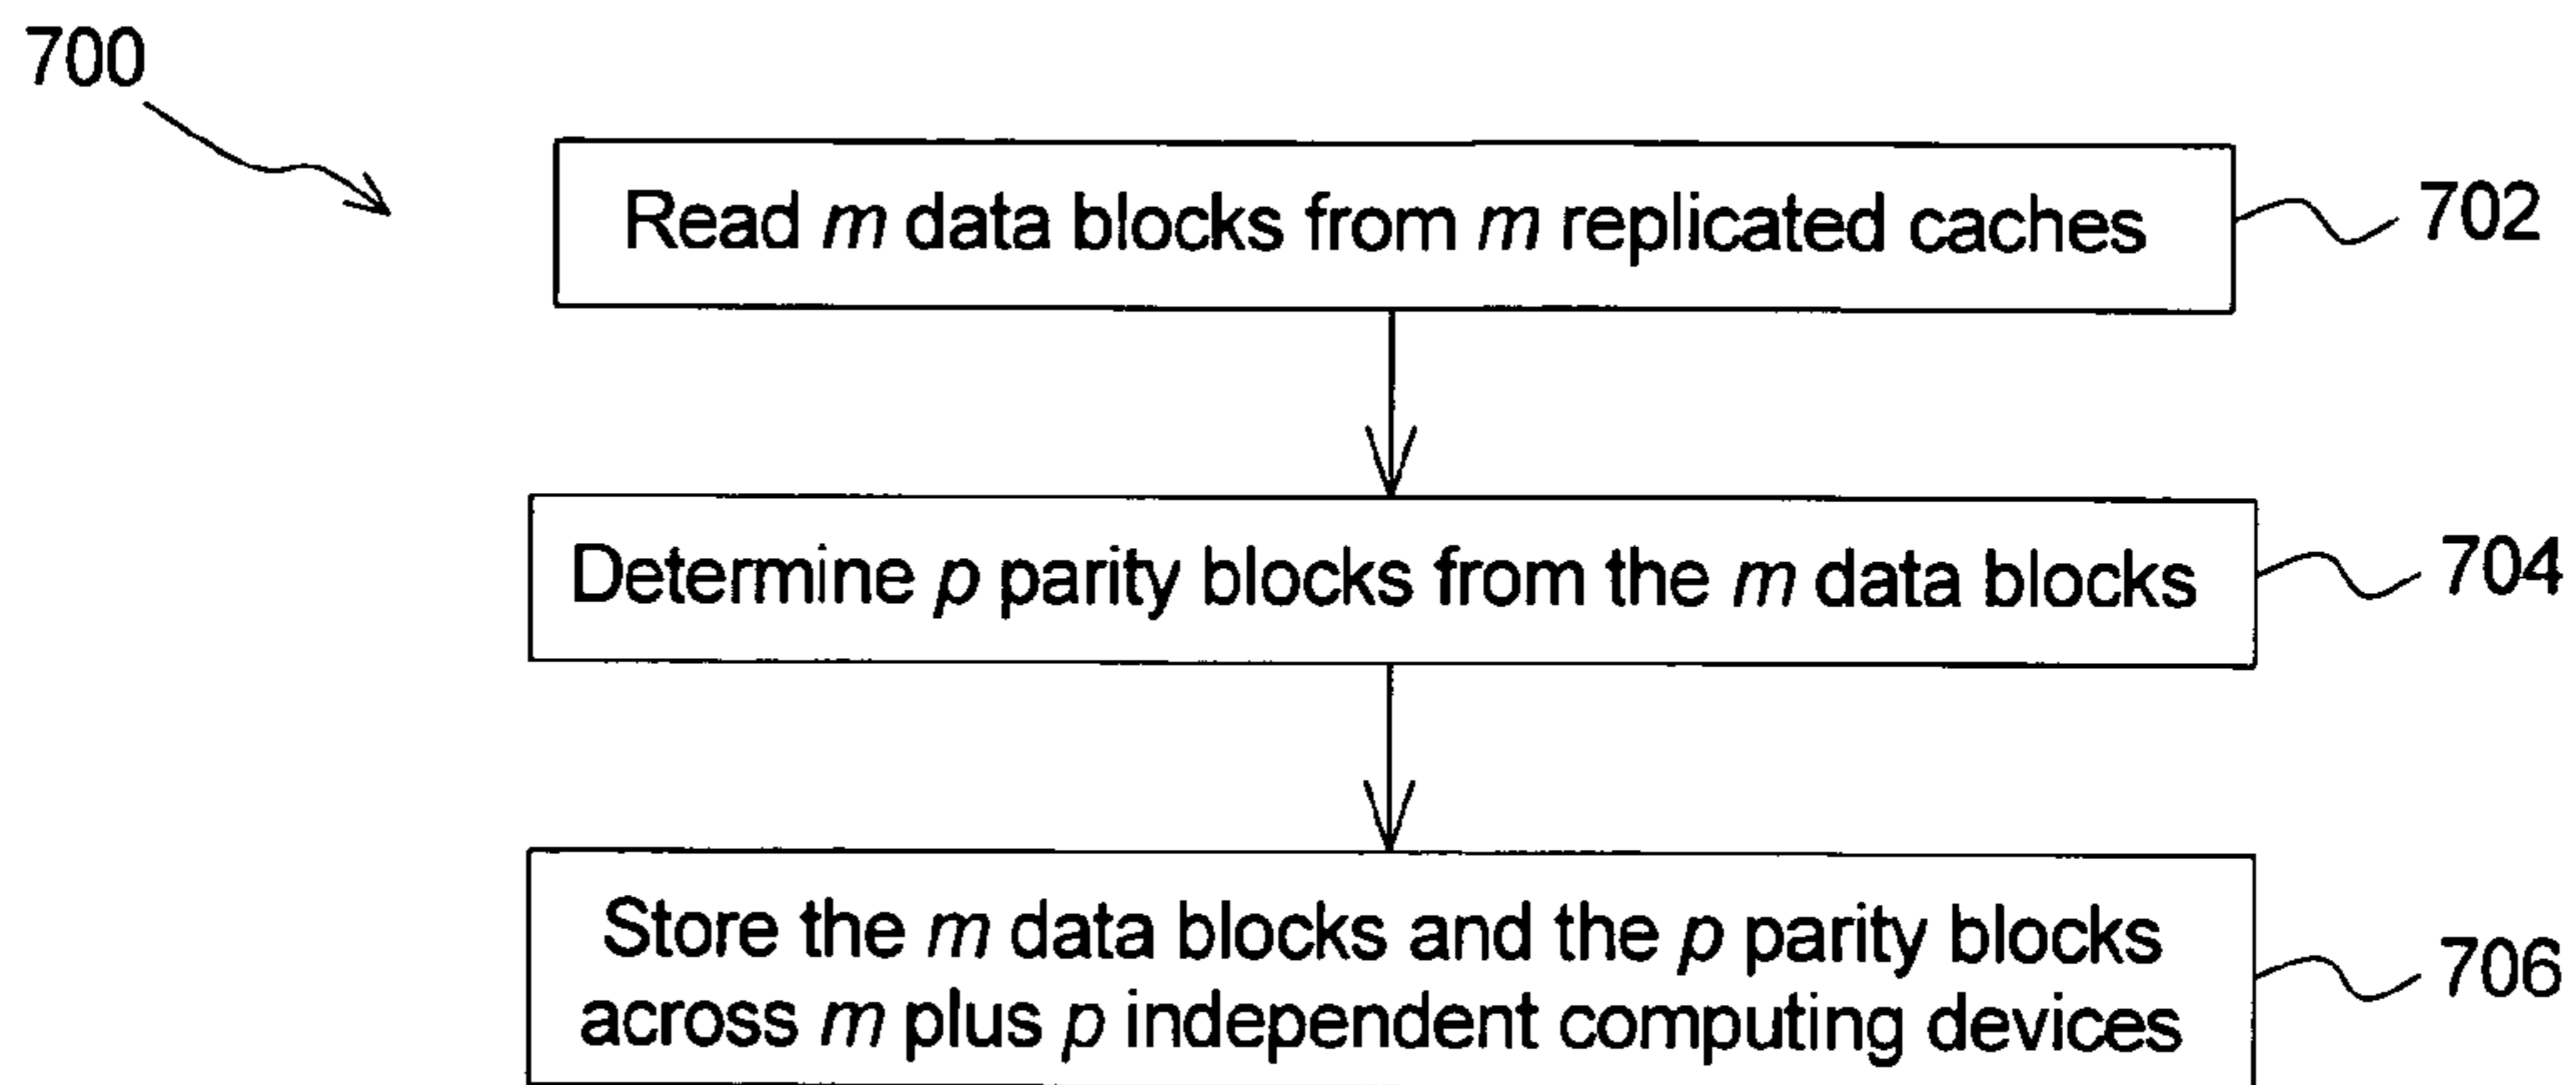 700
Read m data blocks from m replicated caches
702
Determine p parity blocks from the m data blocks
704
Store the m data blocks and the p parity blocks
across m plus p independent computing devices
706